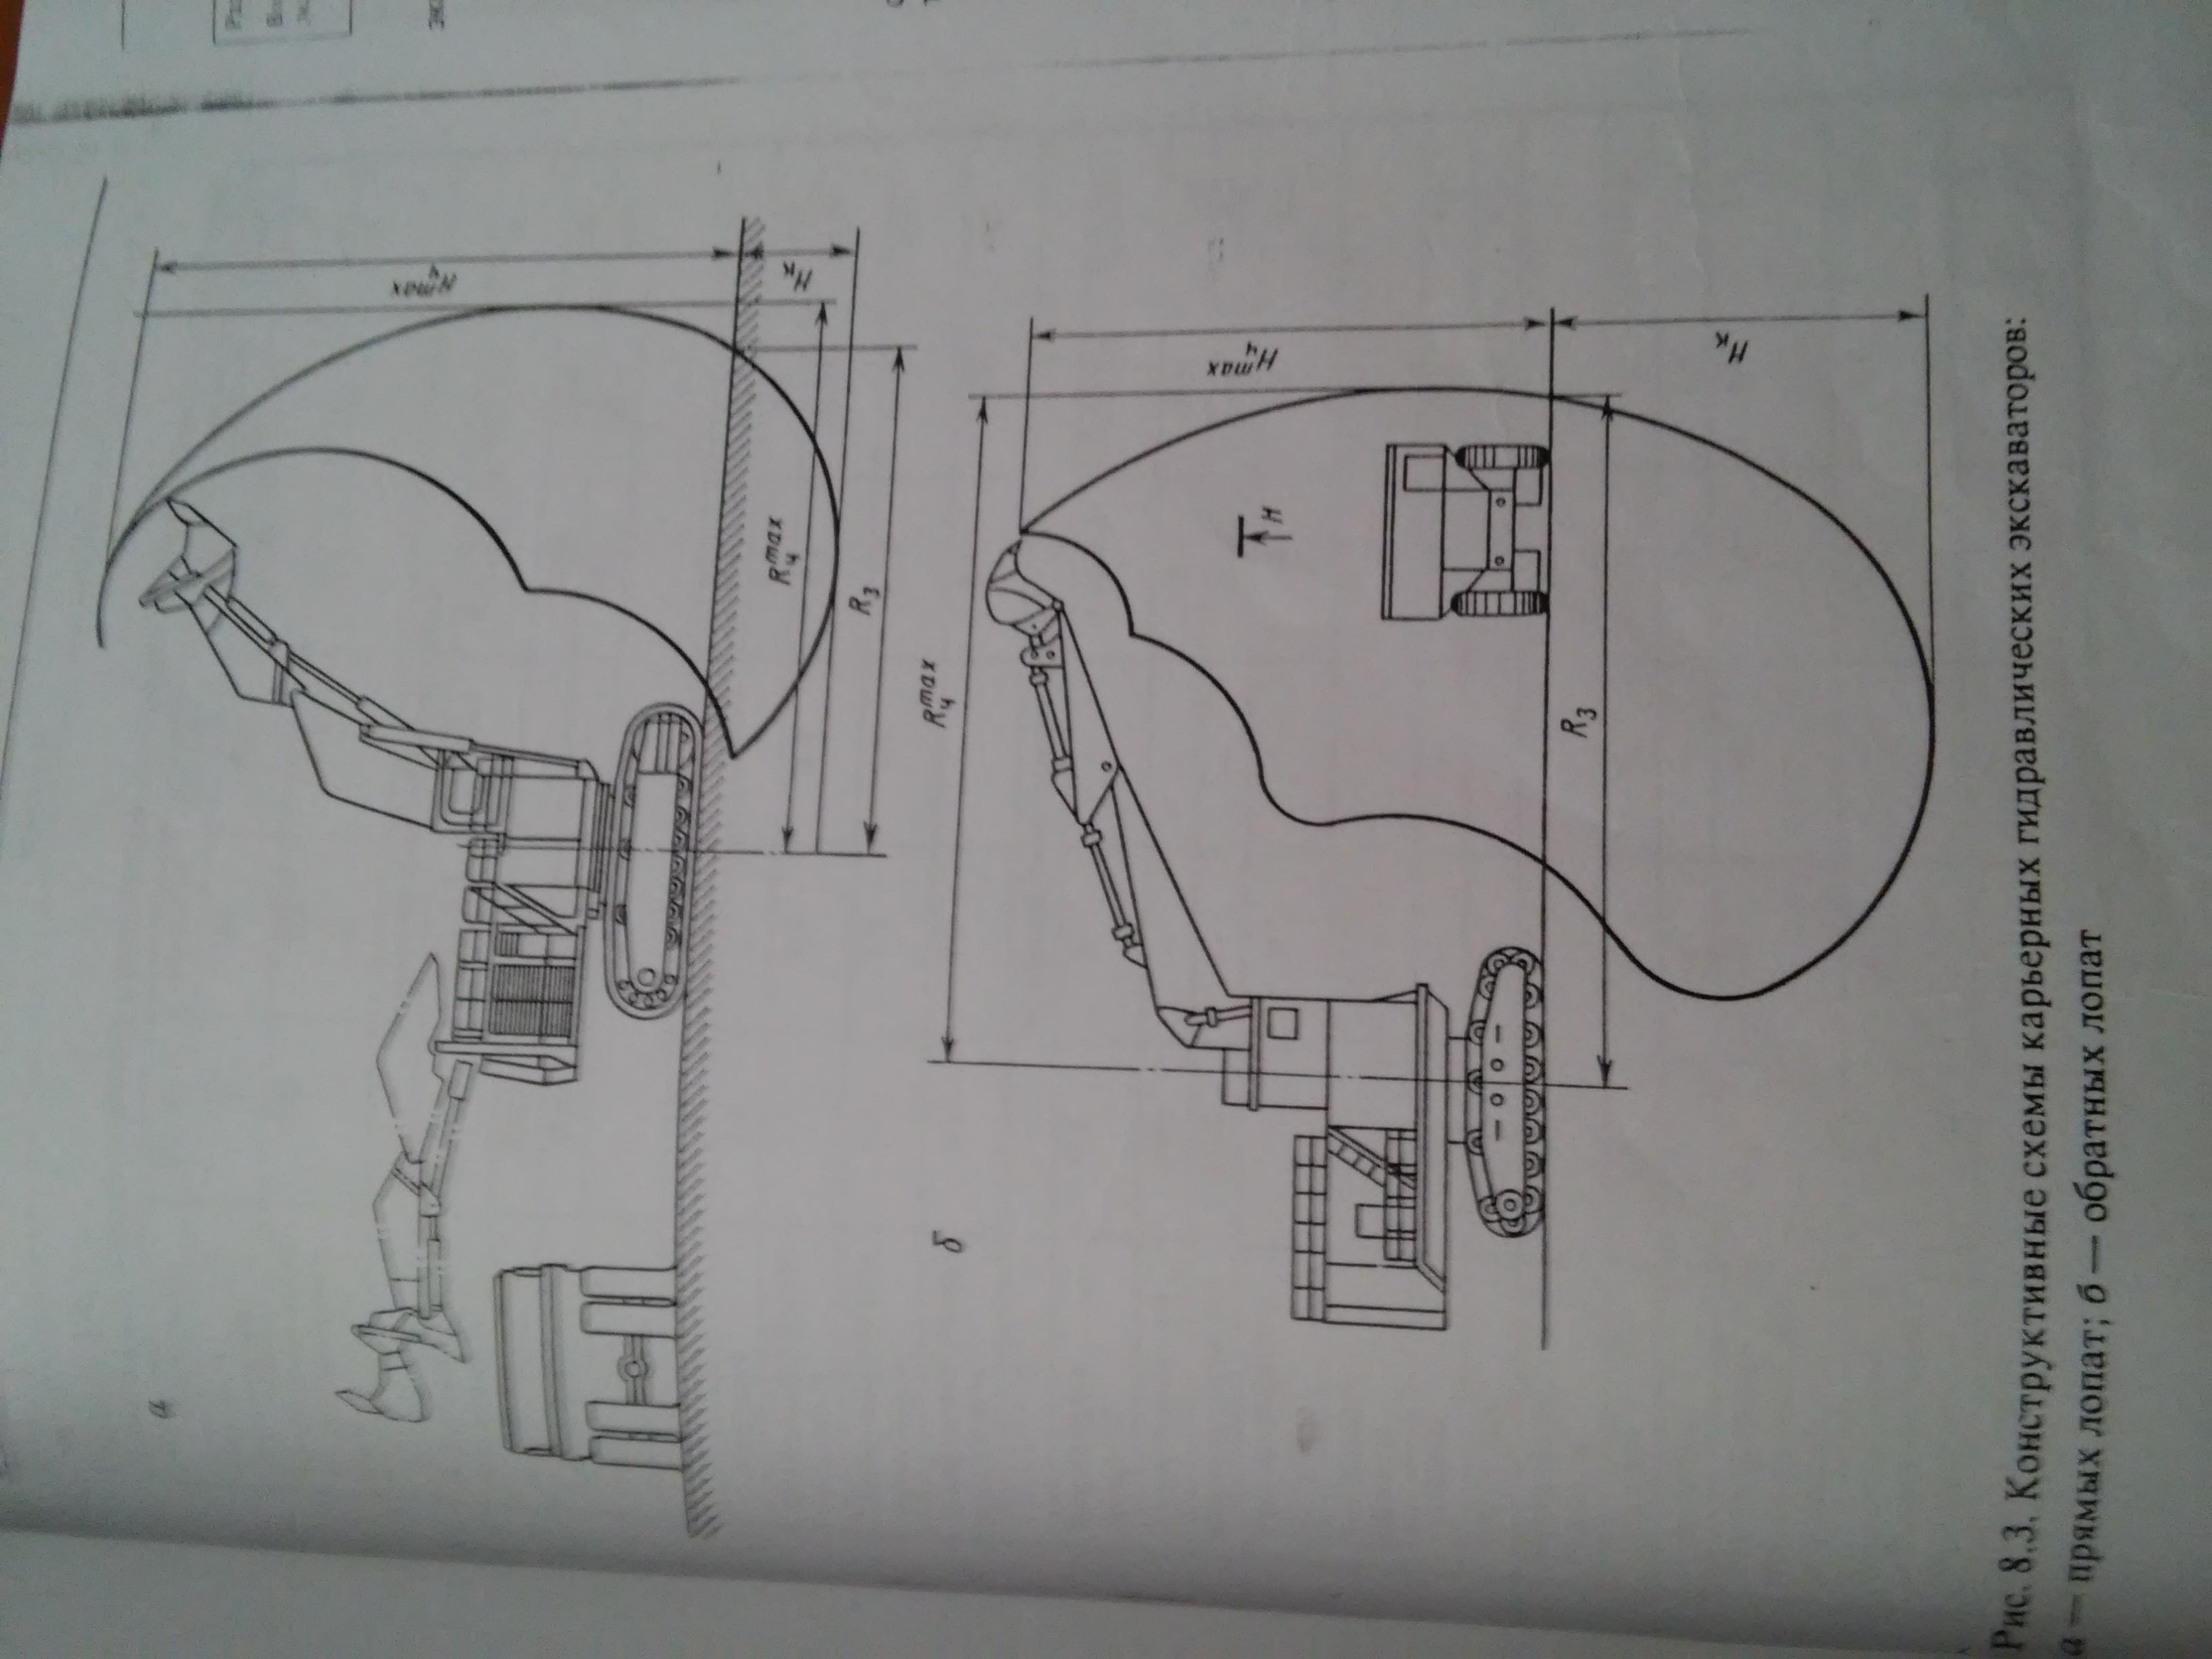 а
H_ч^max
R_ч^max
H_к
R_з
б
R_ч^max
H_ч^max
H
R_з
H_к
Рис. 8.3. Конструктивные схемы карьерных гидравлических экскаваторов:
а — прямых лопат; б — обратных лопат